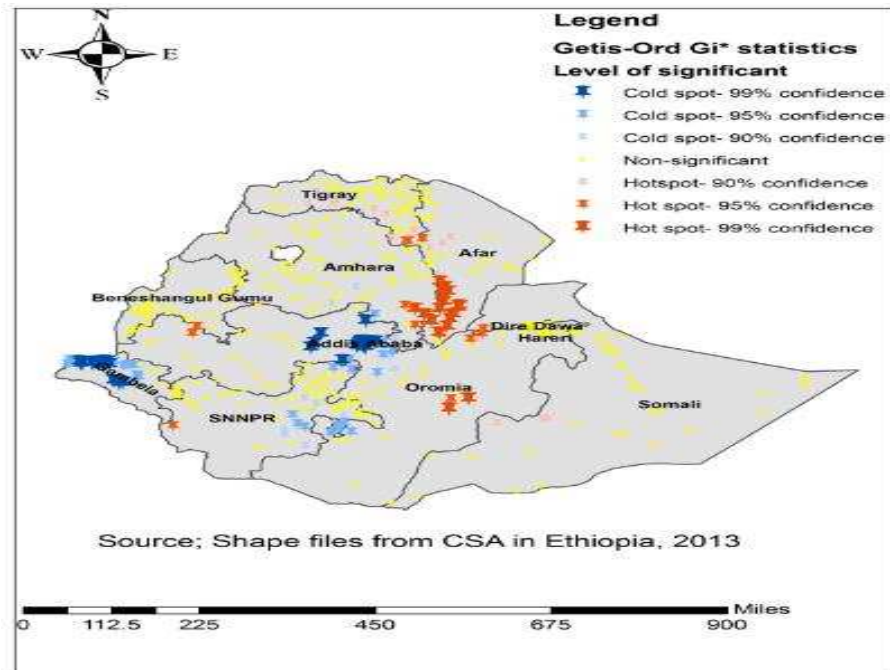 N
W E
S
Legend
Getis-Ord Gi* statistics
Level of significant
Cold spot- 99% confidence
Cold spot- 95% confidence
Cold spot- 90% confidence
Non-significant
Hotspot- 90% confidence
Hot spot- 95% confidence
Hot spot- 99% confidence
Tigray
Afar
Amhara
Beneshangul Gumu
Dire Dawa
Hareri
Addis Ababa
Gambela
Oromia
Somali
SNNPR
Source; Shape files from CSA in Ethiopia, 2013
Miles
0 112.5 225 450 675 900